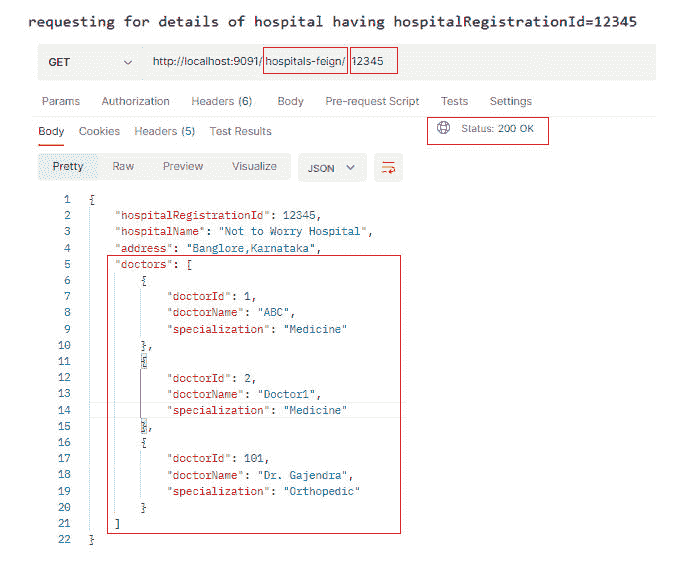 requesting for details of hospital having hospitalRegistrationId=12345
GET http://localhost:9091/hospitals-feign/12345
Params Authorization Headers (6) Body Pre-request Script Tests Settings
Body Cookies Headers (5) Test Results Status: 200 OK
Pretty Raw Preview Visualize JSON
1 {
2 "hospitalRegistrationId": 12345,
3 "hospitalName": "Not to Worry Hospital",
4 "address": "Banglore,Karnataka",
5 "doctors": [
6 {
7 "doctorId": 1,
8 "doctorName": "ABC",
9 "specialization": "Medicine"
10 },
11 {
12 "doctorId": 2,
13 "doctorName": "Doctor1",
14 "specialization": "Medicine"
15 },
16 {
17 "doctorId": 101,
18 "doctorName": "Dr. Gajendra",
19 "specialization": "Orthopedic"
20 }
21 ]
22 }